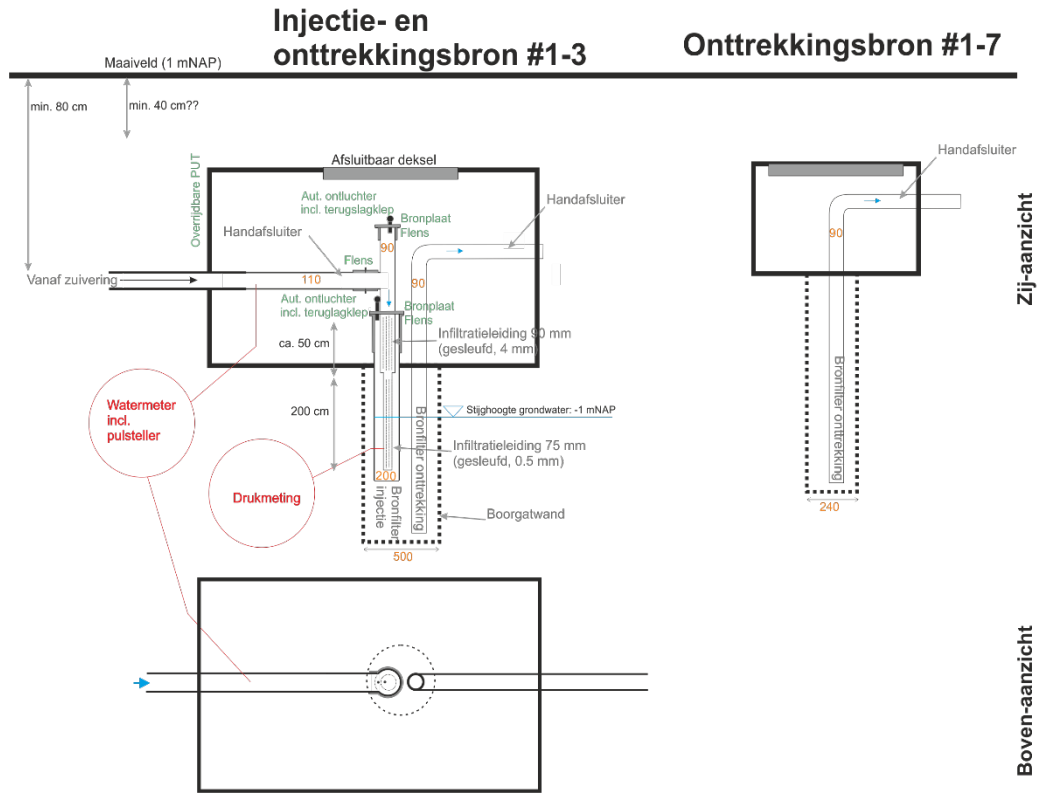 Injectie- en
onttrekkingsbron #1-3
Onttrekkingsbron #1-7
Maaiveld (1 mNAP)
min. 80 cm
min. 40 cm??
Afsluitbaar deksel
Overrijdbare PUT
Aut. ontluchter
incl. terugslagklep
Bronplaat
Flens
Handafsluiter
Handafsluiter
Handafsluiter
90
90
90
Flens
Vanaf zuivering
110
Aut. ontluchter
incl. teruglagklep
Bronplaat
Flens
ca. 50 cm
Infiltratieleiding 90 mm
(gesleufd, 4 mm)
Watermeter
incl.
pulsteller
200 cm
Stijghoogte grondwater: -1 mNAP
Infiltratieleiding 75 mm
(gesleufd, 0.5 mm)
200
Drukmeting
Bronfilter
injectie
Bronfilter onttrekking
Boorgatwand
500
Bronfilter onttrekking
240
Zij-aanzicht
Boven-aanzicht